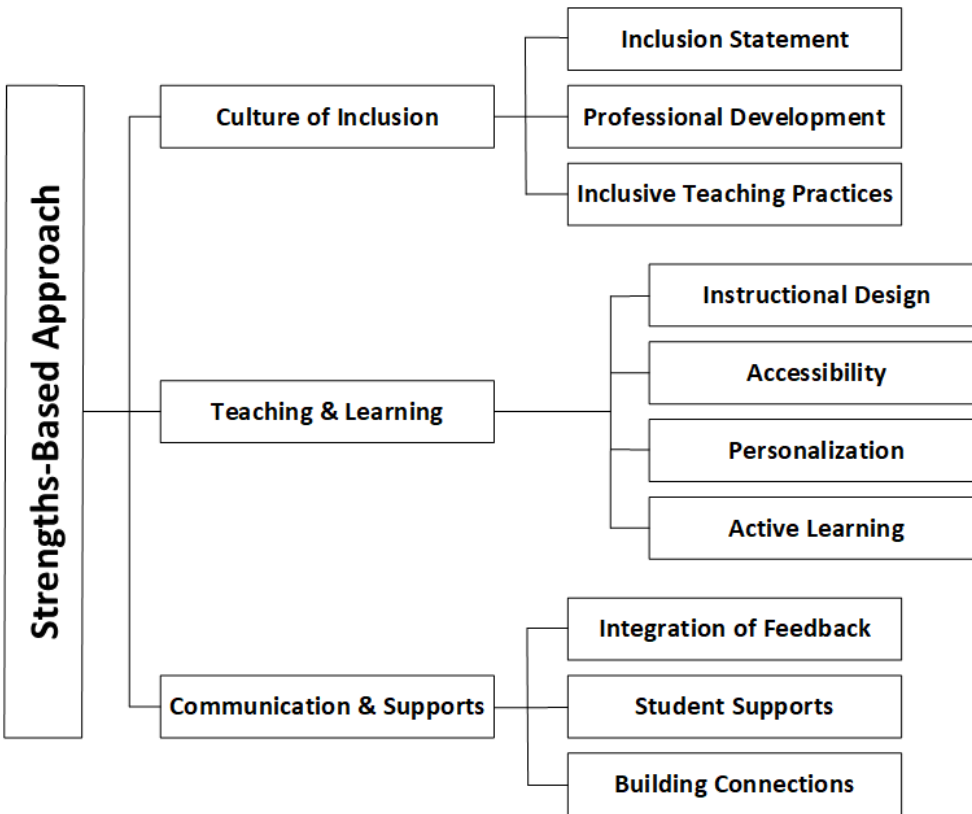 Strengths-Based Approach
Culture of Inclusion
Inclusion Statement
Professional Development
Inclusive Teaching Practices
Teaching & Learning
Instructional Design
Accessibility
Personalization
Active Learning
Communication & Supports
Integration of Feedback
Student Supports
Building Connections